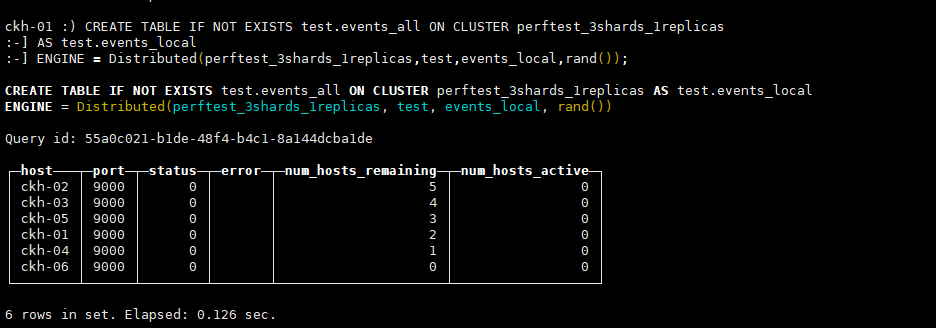 ckh-01 :) CREATE TABLE IF NOT EXISTS test.events_all ON CLUSTER perftest_3shards_1replicas
:-] AS test.events_local
:-] ENGINE = Distributed(perftest_3shards_1replicas,test,events_local,rand());
CREATE TABLE IF NOT EXISTS test.events_all ON CLUSTER perftest_3shards_1replicas AS test.events_local
ENGINE = Distributed(perftest_3shards_1replicas, test, events_local, rand())
Query id: 55a0c021-b1de-48f4-b4c1-8a144dcba1de
host port status error num_hosts_remaining num_hosts_active
ckh-02 9000 0 5 0
ckh-03 9000 0 4 0
ckh-05 9000 0 3 0
ckh-01 9000 0 2 0
ckh-04 9000 0 1 0
ckh-06 9000 0 0 0
6 rows in set. Elapsed: 0.126 sec.